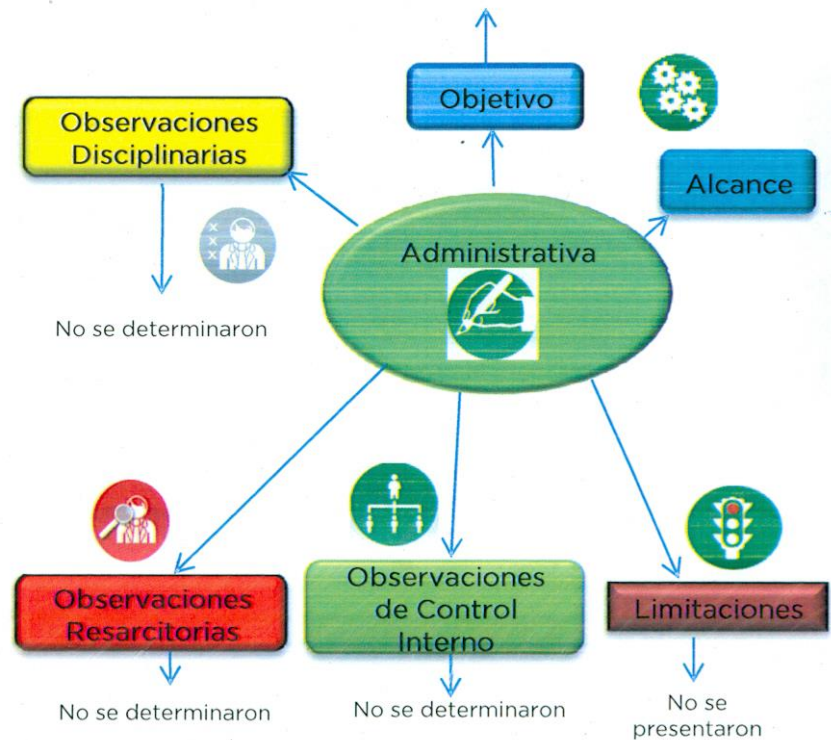 Objetivo
Observaciones
Disciplinarias
Alcance
Administrativa
No se determinaron
Observaciones
Resarcitorias
Observaciones
de Control
Interno
Limitaciones
No se determinaron
No se determinaron
No se
presentaron